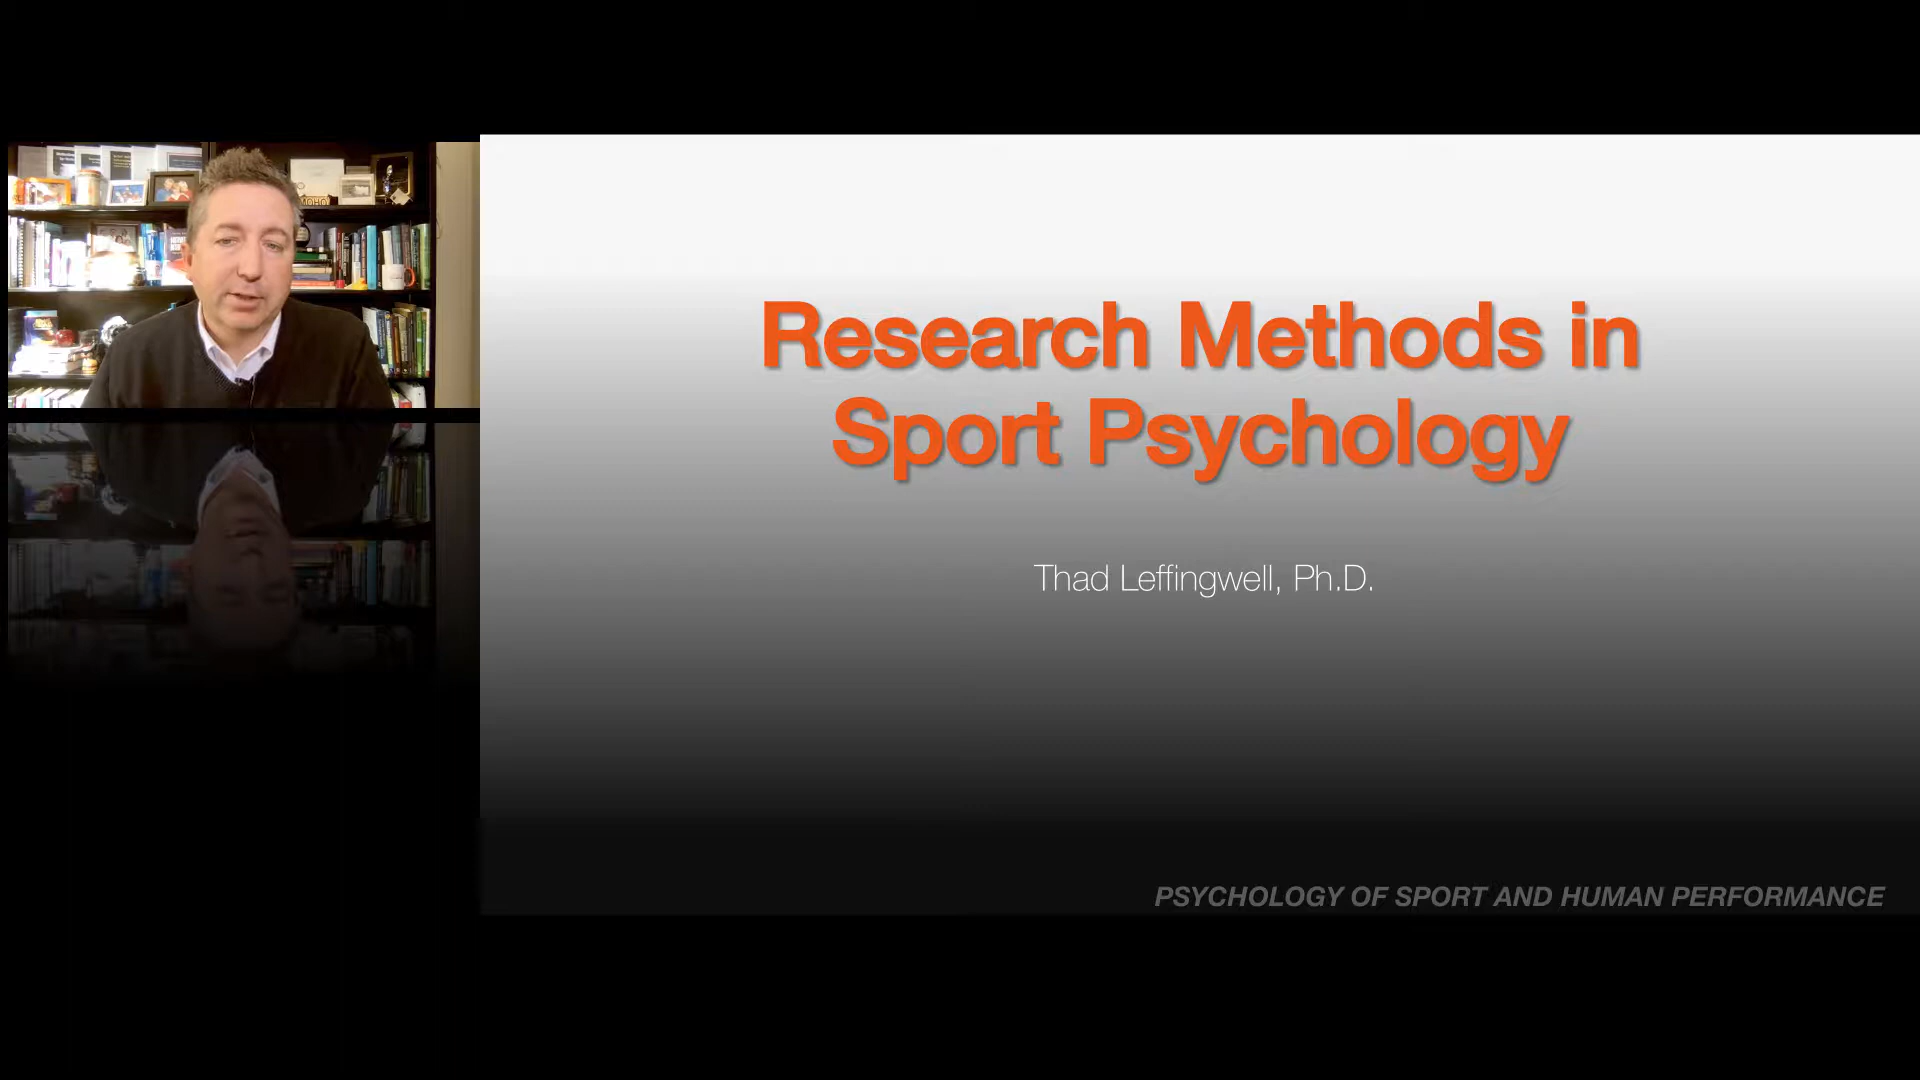 Research Methods in
Sport Psychology
Thad Leffingwell, Ph.D.
PSYCHOLOGY OF SPORT AND HUMAN PERFORMANCE